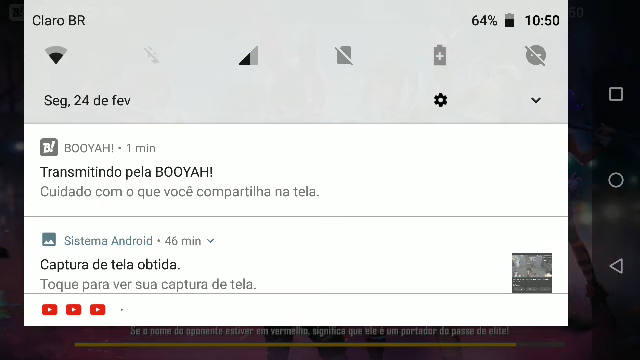 Claro BR
64%
10:50
Seg, 24 de fev
B!
BOOYAH! • 1 min
Transmitindo pela BOOYAH!
Cuidado com o que você compartilha na tela.
Sistema Android • 46 min
Captura de tela obtida.
Toque para ver sua captura de tela.
Se o nome do oponente estiver em vermelho, significa que ele é um portador do passe de elite!